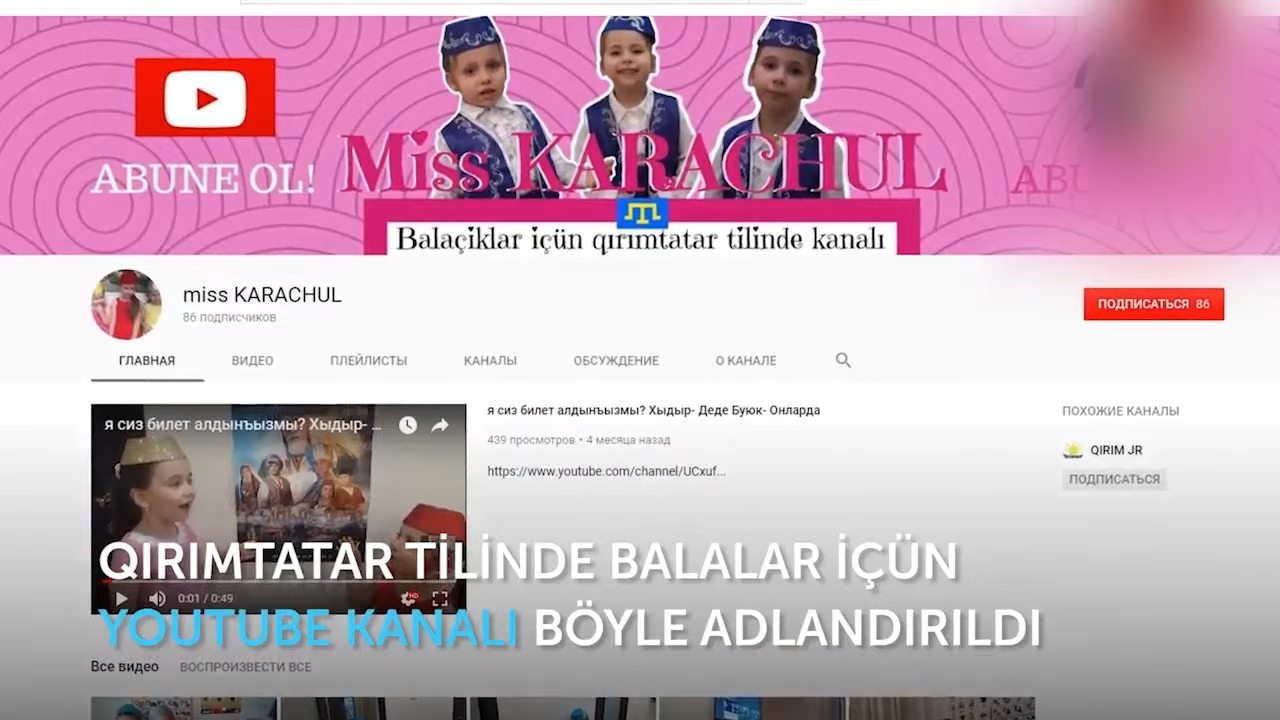 ABUNE OL!
Miss KARACHUL
Balaçiklar içün qırımtatar tilinde kanalı
miss KARACHUL
86 подписчиков
ПОДПИСАТЬСЯ 86
ГЛАВНАЯ
ВИДЕО
ПЛЕЙЛИСТЫ
КАНАЛЫ
ОБСУЖДЕНИЕ
О КАНАЛЕ
я сиз билет алдынъызмы? Хыдыр- ...
я сиз билет алдынъызмы? Хыдыр- Деде Буюк- Онларда
439 просмотров • 4 месяца назад
https://www.youtube.com/channel/UCxuf...
ПОХОЖИЕ КАНАЛЫ
QIRIM JR
ПОДПИСАТЬСЯ
QIRIMTATAR TİLİNDE BALALAR İÇÜN
0:01 / 0:49
HD
YOUTUBE KANALI BÖYLE ADLANDIRILDI
Все видео
ВОСПРОИЗВЕСТИ ВСЕ